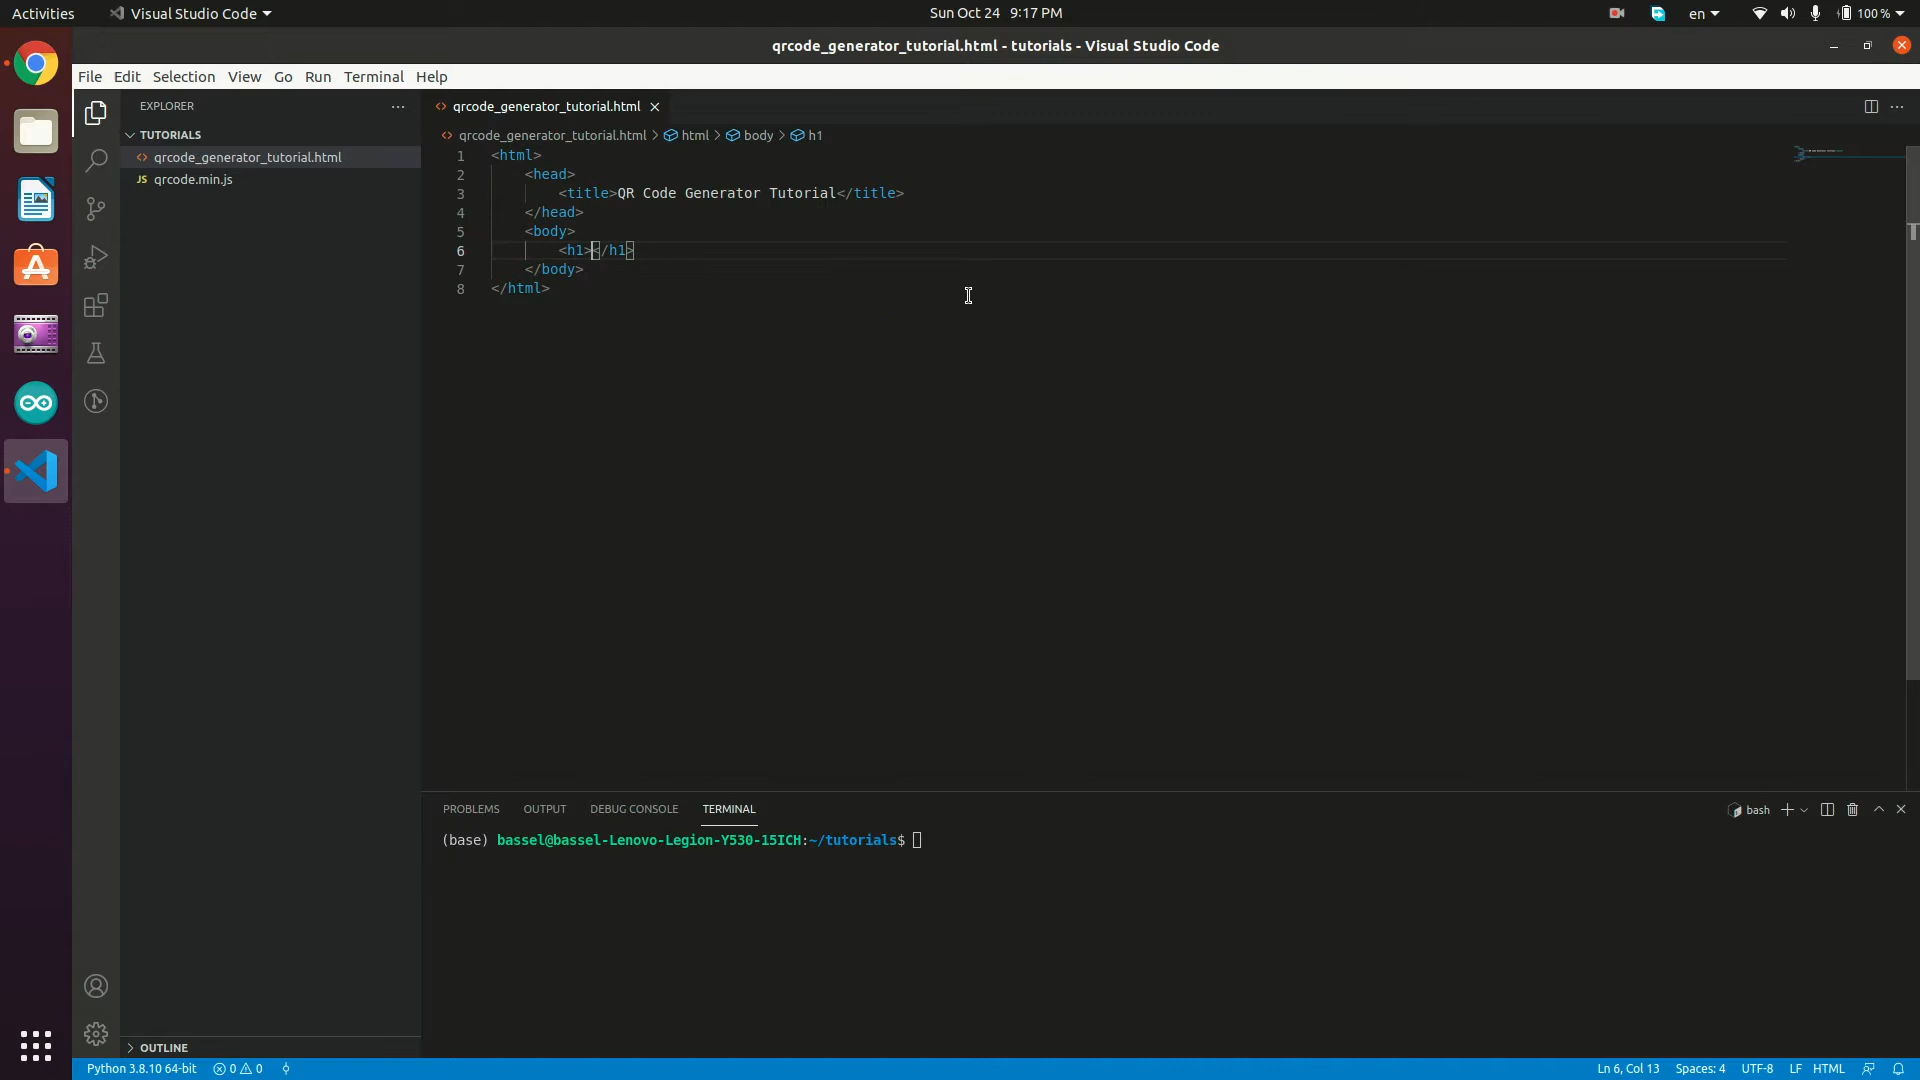 Activities Visual Studio Code Sun Oct 24 9:17 PM en 100 %
qrcode_generator_tutorial.html - tutorials - Visual Studio Code
File Edit Selection View Go Run Terminal Help
EXPLORER
TUTORIALS
qrcode_generator_tutorial.html
JS qrcode.min.js
OUTLINE
qrcode_generator_tutorial.html
qrcode_generator_tutorial.html > html > body > h1
1 <html>
2 <head>
3 <title>QR Code Generator Tutorial</title>
4 </head>
5 <body>
6 <h1></h1>
7 </body>
8 </html>
PROBLEMS OUTPUT DEBUG CONSOLE TERMINAL bash
(base) bassel@bassel-Lenovo-Legion-Y530-15ICH:~/tutorials$
Python 3.8.10 64-bit 0 0 Ln 6, Col 13 Spaces: 4 UTF-8 LF HTML